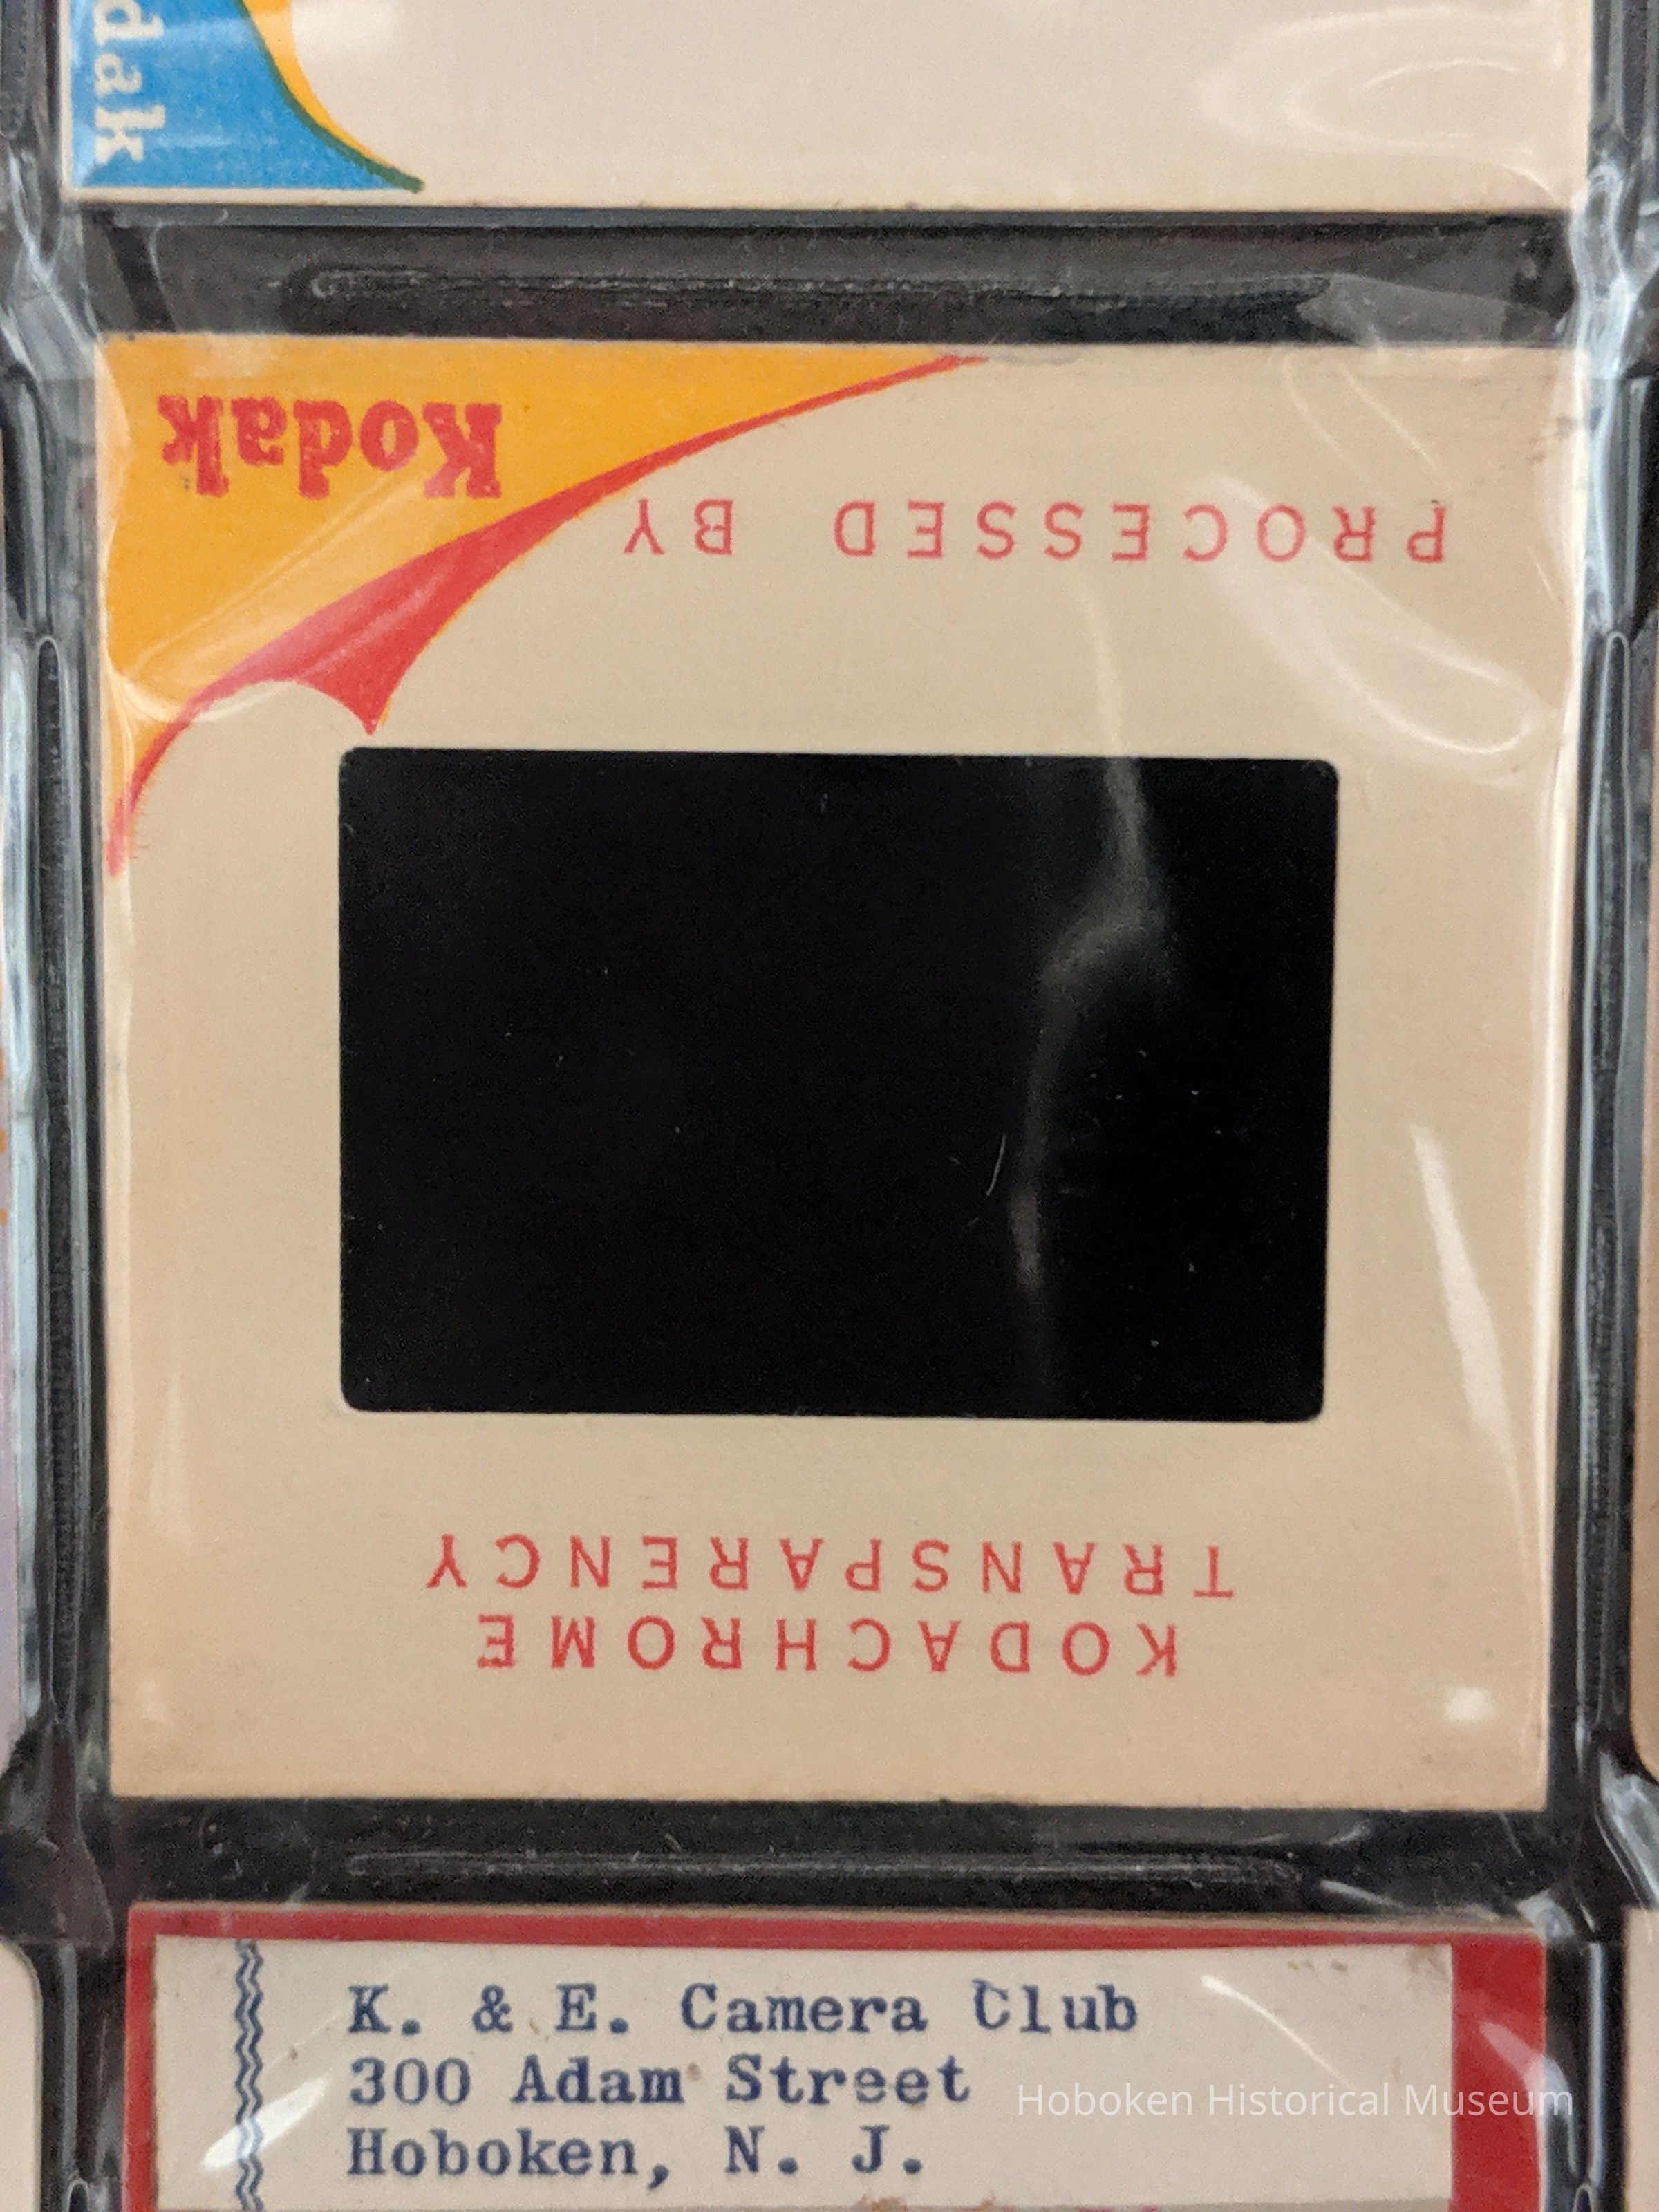 dak
KODACHROME
TRANSPARENCY
PROCESSED BY
Kodak
K. & E. Camera Club
300 Adam Street
Hoboken, N. J.
Hoboken Historical Museum